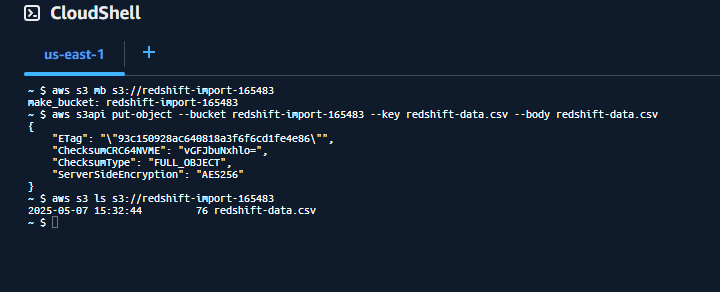 CloudShell
us-east-1 +
~ $ aws s3 mb s3://redshift-import-165483
make_bucket: redshift-import-165483
~ $ aws s3api put-object --bucket redshift-import-165483 --key redshift-data.csv --body redshift-data.csv
{
    "ETag": "\"93c150928ac640818a3f6f6cd1fe4e86\"",
    "ChecksumCRC64NVME": "vGFJbuNxhlo=",
    "ChecksumType": "FULL_OBJECT",
    "ServerSideEncryption": "AES256"
}
~ $ aws s3 ls s3://redshift-import-165483
2025-05-07 15:32:44         76 redshift-data.csv
~ $